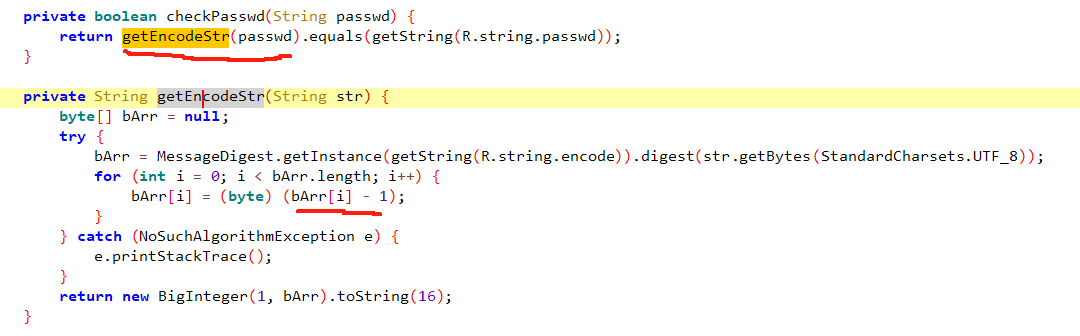 private boolean checkPasswd(String passwd) {
    return getEncodeStr(passwd).equals(getString(R.string.passwd));
}
private String getEncodeStr(String str) {
    byte[] bArr = null;
    try {
        bArr = MessageDigest.getInstance(getString(R.string.encode)).digest(str.getBytes(StandardCharsets.UTF_8));
        for (int i = 0; i < bArr.length; i++) {
            bArr[i] = (byte) (bArr[i] - 1);
        }
    } catch (NoSuchAlgorithmException e) {
        e.printStackTrace();
    }
    return new BigInteger(1, bArr).toString(16);
}